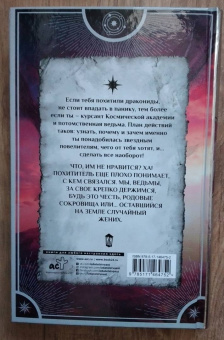 Если тебя похитили дракониды,
не стоит впадать в панику, тем более
если ты – курсант Космической академии
и потомственная ведьма. План действий
таков: узнать, почему и зачем именно
ты понадобилась звездным
повелителям, чего от тебя хотят, и...
сделать все наоборот!
ЧТО, ИМ НЕ НРАВИТСЯ? ХА!
ПОХИТИТЕЛЬ ЕЩЕ ПЛОХО ПОНИМАЕТ,
С КЕМ СВЯЗАЛСЯ. МЫ, ВЕДЬМЫ,
ЗА СВОЕ КРЕПКО ДЕРЖИМСЯ,
БУДЬ ЭТО ЧЕСТЬ, РОДОВЫЕ
СОКРОВИЩА ИЛИ... ОСТАВШИЙСЯ
НА ЗЕМЛЕ СЛУЧАЙНЫЙ
ЖЕНИХ.